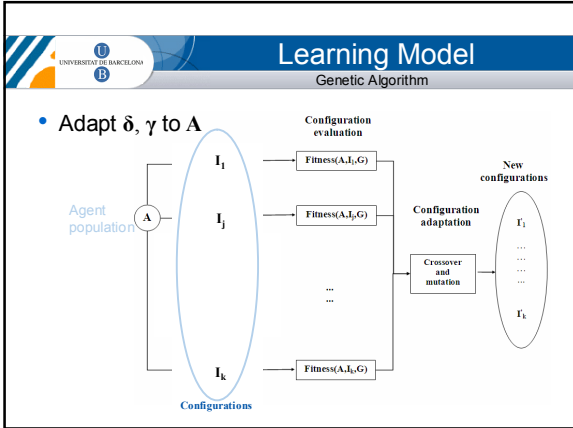 U
UNIVERSITAT DE BARCELONA
B
Learning Model
Genetic Algorithm
• Adapt δ, γ to A
Configuration
evaluation
New
configurations
Configuration
adaptation
Agent
population
A
I₁
Fitness(A,I₁,G)
Iⱼ
Fitness(A,Iⱼ,G)
...
...
Crossover
and
mutation
I'₁
...
...
...
...
I'ₖ
Iₖ
Fitness(A,Iₖ,G)
Configurations